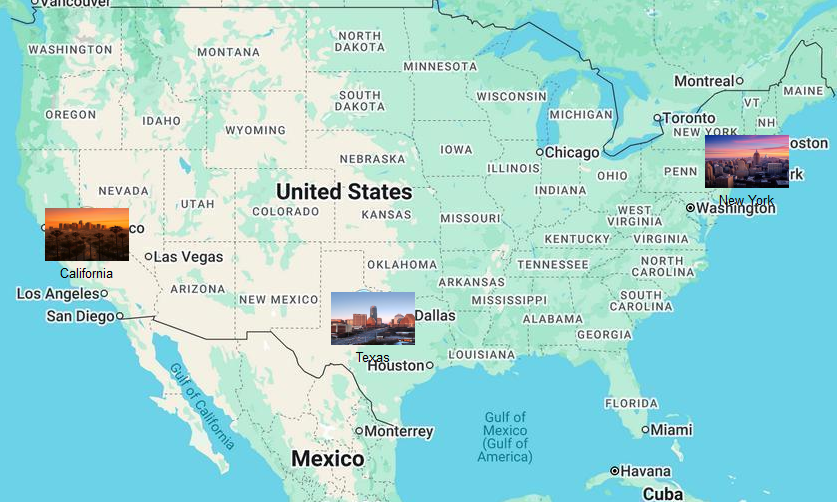 Vancouver
WASHINGTON
MONTANA
NORTH
DAKOTA
MINNESOTA
Montreal
MAINE
OREGON
IDAHO
SOUTH
DAKOTA
WISCONSIN
MICHIGAN
VT
NH
Toronto
NEW YORK
WYOMING
oston
IOWA
Chicago
NEBRASKA
ILLINOIS
OHIO
PENN
rk
INDIANA
NEVADA
United States
UTAH
COLORADO
KANSAS
New York
Washington
MISSOURI
WEST
VIRGINIA
co
KENTUCKY
VIRGINIA
Las Vegas
California
OKLAHOMA
TENNESSEE
NORTH
CAROLINA
ARIZONA
ARKANSAS
Los Angeles
NEW MEXICO
MISSISSIPPI
SOUTH
CAROLINA
San Diego
Dallas
ALABAMA
GEORGIA
Texas
LOUISIANA
Houston
Gulf of
California
FLORIDA
Gulf of
Mexico
(Gulf of
America)
Monterrey
Miami
Mexico
Havana
Cuba